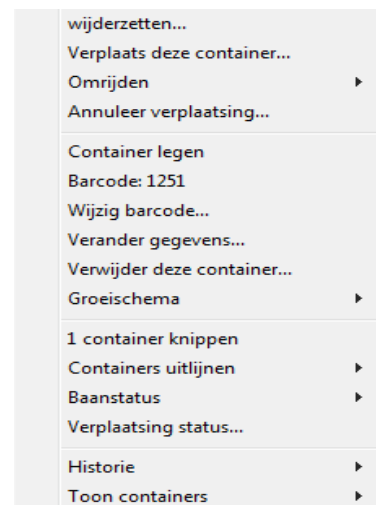 wijderzetten...
Verplaats deze container...
Omrijden
Annuleer verplaatsing...
Container legen
Barcode: 1251
Wijzig barcode...
Verander gegevens...
Verwijder deze container...
Groeischema
1 container knippen
Containers uitlijnen
Baanstatus
Verplaatsing status...
Historie
Toon containers